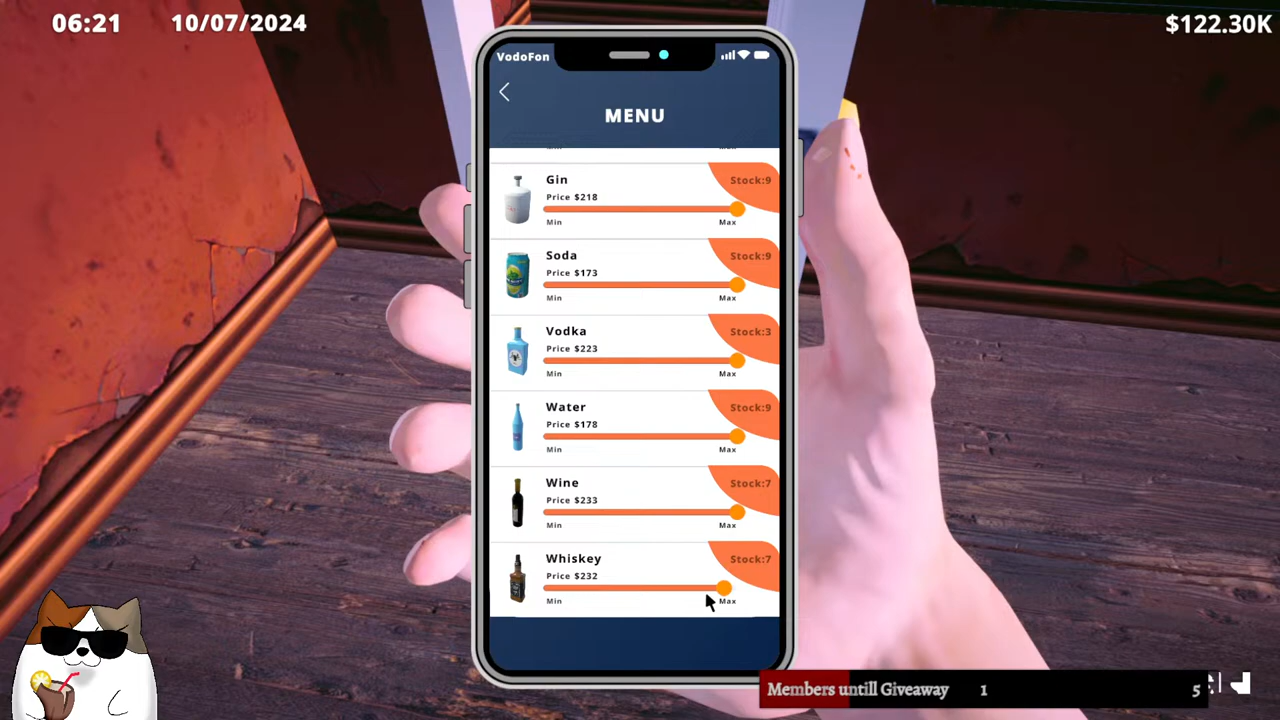 06:21 10/07/2024
$122.30K
VodoFon
MENU
Gin
Stock:9
Price $218
Min Max
Soda
Stock:9
Price $173
Min Max
Vodka
Stock:3
Price $223
Min Max
Water
Stock:9
Price $178
Min Max
Wine
Stock:7
Price $233
Min Max
Whiskey
Stock:7
Price $232
Min Max
Members untill Giveaway 1 5